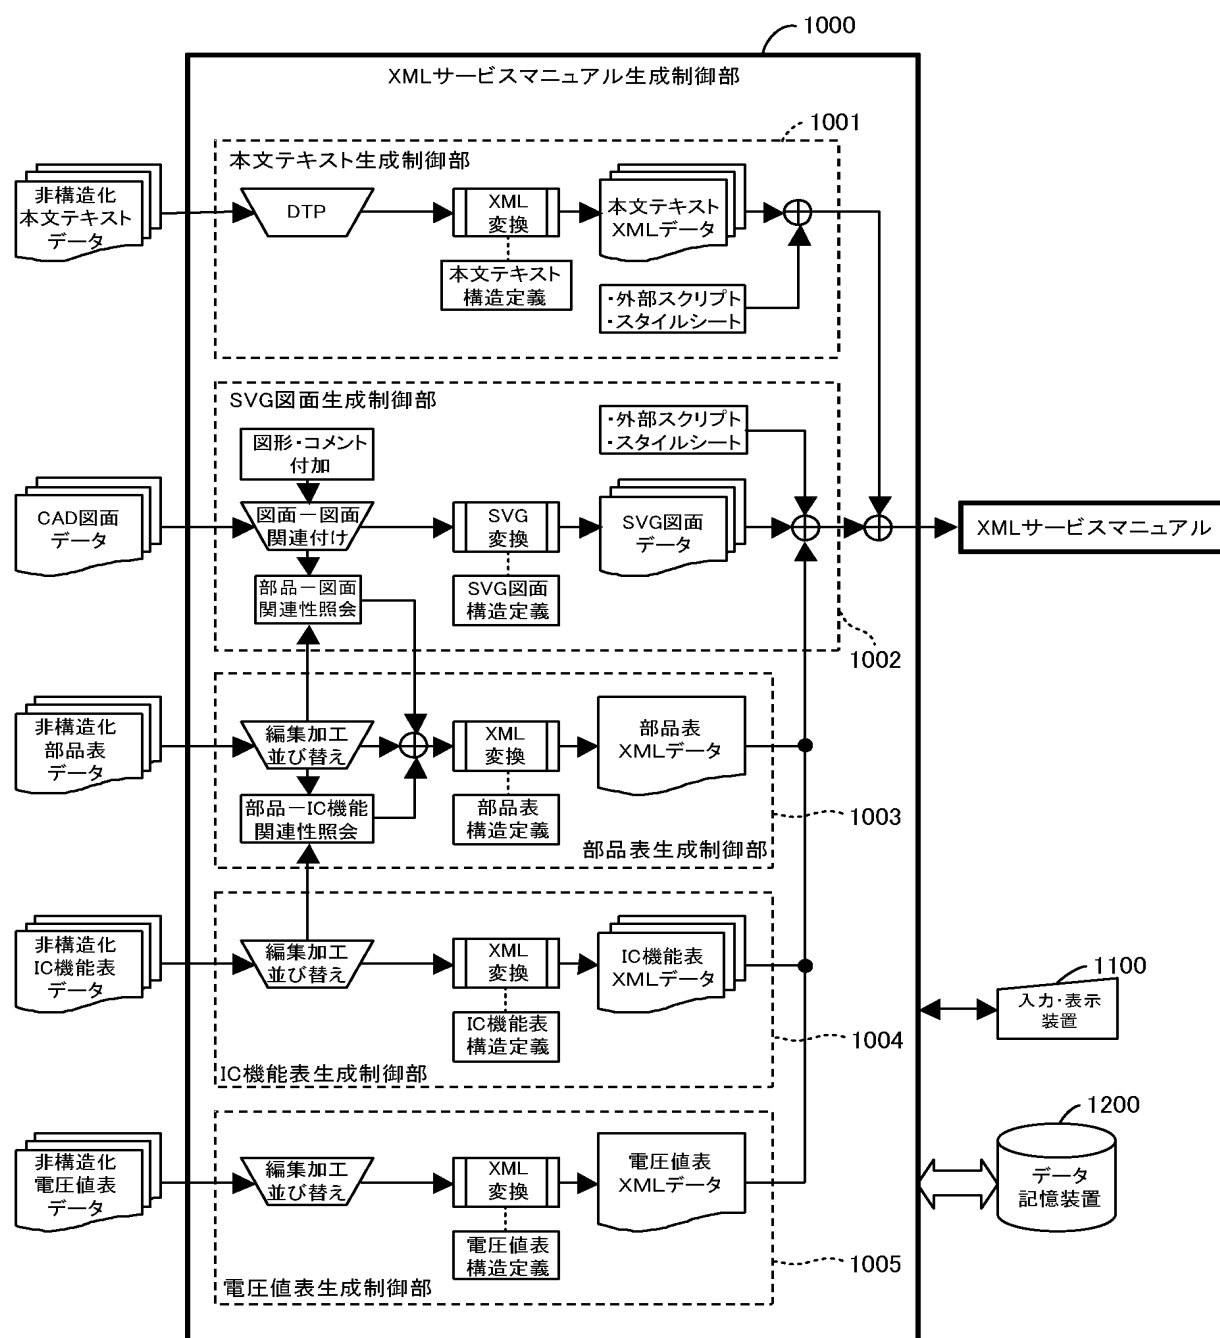 1000
XMLサービスマニュアル生成制御部
1001
本文テキスト生成制御部
非構造化
本文テキスト
データ
DTP
XML
変換
本文テキスト
XMLデータ
本文テキスト
構造定義
・外部スクリプト
・スタイルシート
SVG図面生成制御部
図形・コメント
付加
・外部スクリプト
・スタイルシート
CAD図面
データ
図面－図面
関連付け
SVG
変換
SVG図面
データ
XMLサービスマニュアル
部品－図面
関連性照会
SVG図面
構造定義
1002
非構造化
部品表
データ
編集加工
並び替え
XML
変換
部品表
XMLデータ
部品－IC機能
関連性照会
部品表
構造定義
1003
部品表生成制御部
非構造化
IC機能表
データ
編集加工
並び替え
XML
変換
IC機能表
XMLデータ
IC機能表
構造定義
1004
IC機能表生成制御部
1100
入力・表示
装置
非構造化
電圧値表
データ
編集加工
並び替え
XML
変換
電圧値表
XMLデータ
電圧値表
構造定義
1005
電圧値表生成制御部
1200
データ
記憶装置